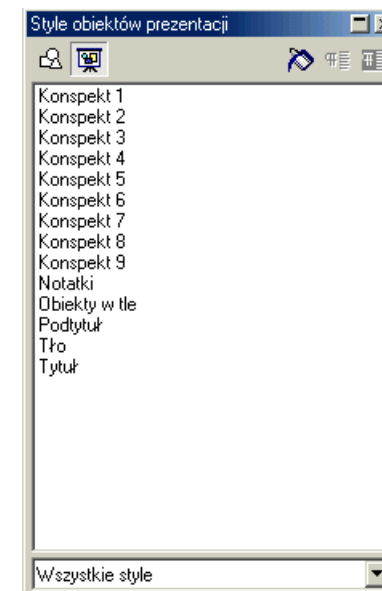 Style obiektów prezentacji
Konspekt 1
Konspekt 2
Konspekt 3
Konspekt 4
Konspekt 5
Konspekt 6
Konspekt 7
Konspekt 8
Konspekt 9
Notatki
Obiekty w tle
Podtytuł
Tło
Tytuł
Wszystkie style